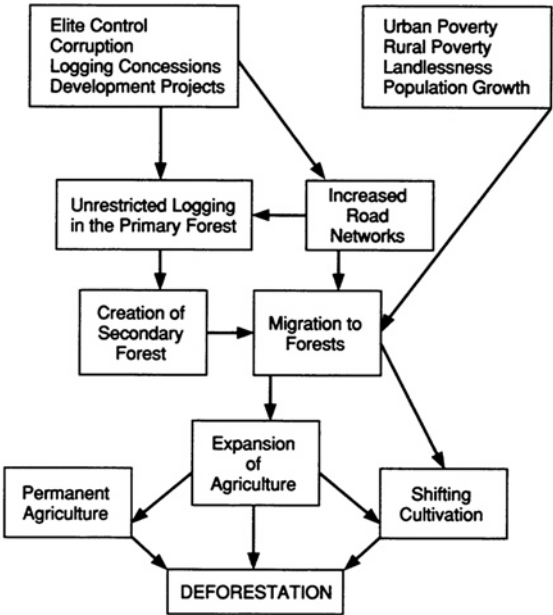 Elite Control
Corruption
Logging Concessions
Development Projects
Urban Poverty
Rural Poverty
Landlessness
Population Growth
Unrestricted Logging
in the Primary Forest
Increased
Road
Networks
Creation of
Secondary
Forest
Migration to
Forests
Expansion
of
Agriculture
Permanent
Agriculture
Shifting
Cultivation
DEFORESTATION